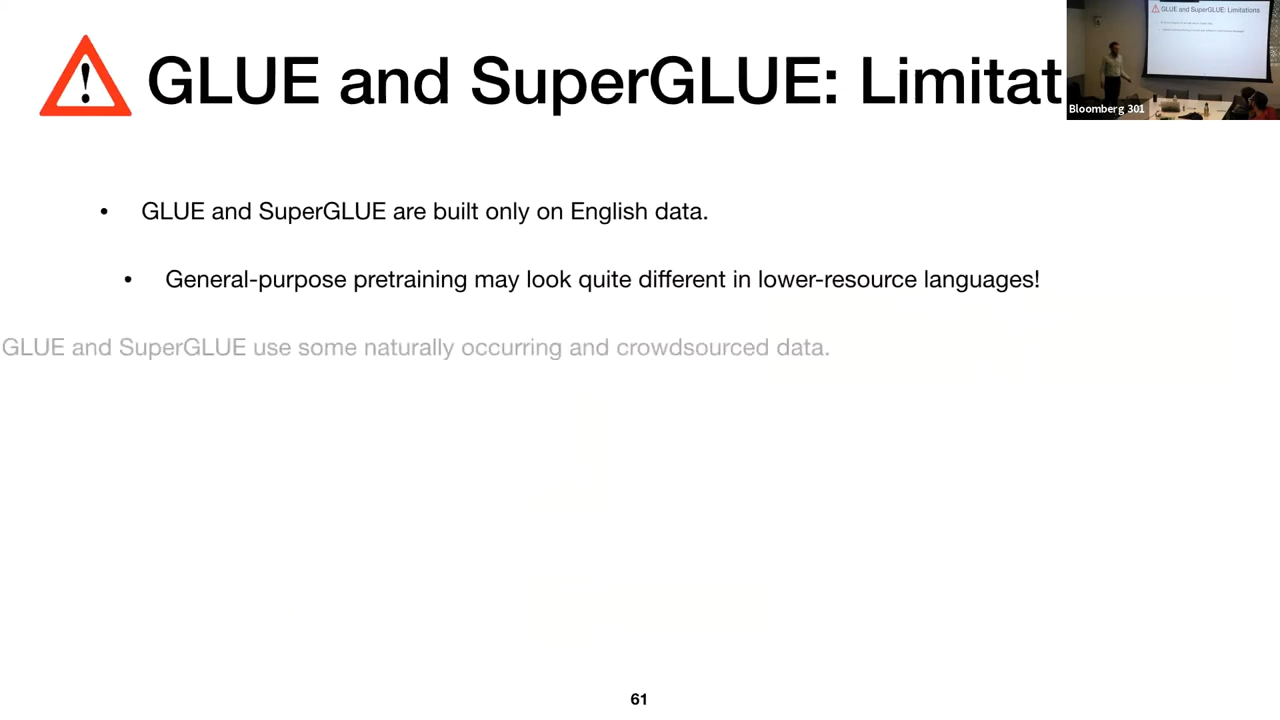 GLUE and SuperGLUE: Limitat
GLUE and SuperGLUE: Limitations
Bloomberg 301
• GLUE and SuperGLUE are built only on English data.
• General-purpose pretraining may look quite different in lower-resource languages!
GLUE and SuperGLUE use some naturally occurring and crowdsourced data.
61